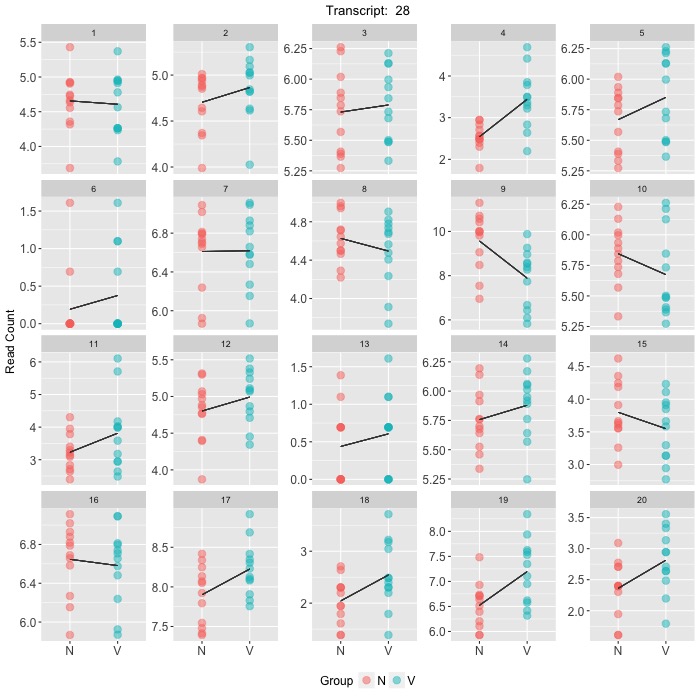 Transcript: 28
1 2 3 4 5
5.5 5.0 4.5 4.0
5.0 4.5 4.0
6.25 6.00 5.75 5.50 5.25
4 3 2
6.25 6.00 5.75 5.50 5.25
6 7 8 9 10
1.5 1.0 0.5 0.0
6.8 6.4 6.0
4.8 4.4 4.0
10 8 6
6.25 6.00 5.75 5.50 5.25
Read Count
11 12 13 14 15
6 5 4 3
5.5 5.0 4.5 4.0
1.5 1.0 0.5 0.0
6.25 6.00 5.75 5.50 5.25
4.5 4.0 3.5 3.0
16 17 18 19 20
6.8 6.4 6.0
8.5 8.0 7.5
3 2
8.0 7.5 7.0 6.5 6.0
3.5 3.0 2.5 2.0
N V N V N V N V N V
Group N V